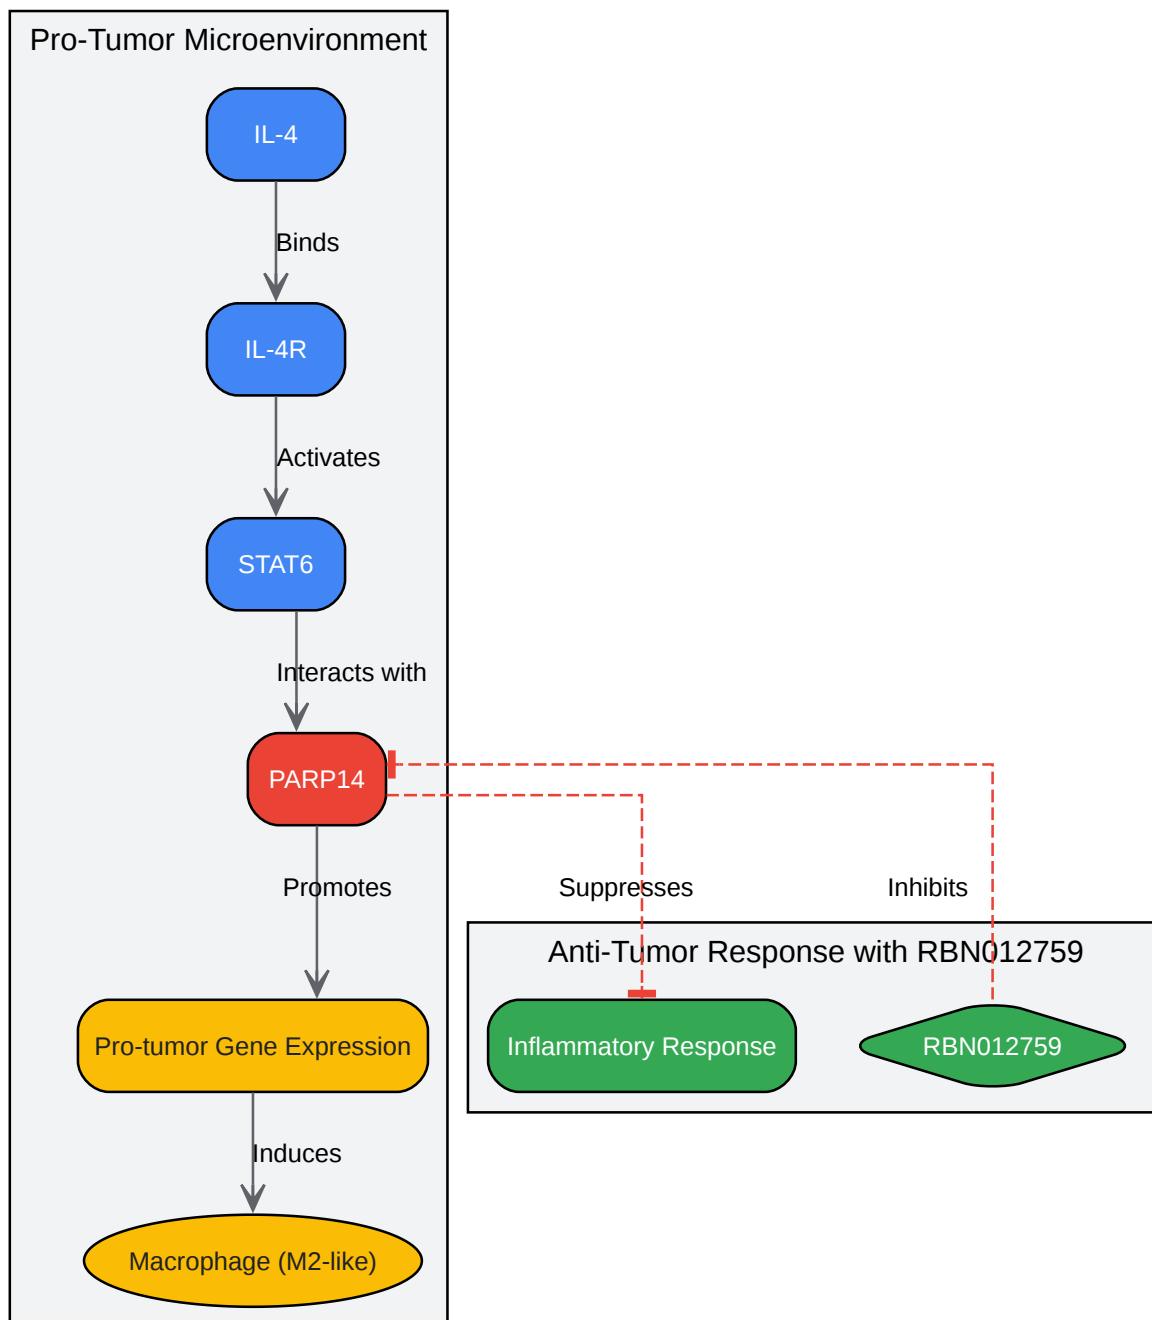 Pro-Tumor Microenvironment
IL-4
Binds
IL-4R
Activates
STAT6
Interacts with
PARP14
Promotes
Suppresses
Inhibits
Anti-Tumor Response with RBN012759
Pro-tumor Gene Expression
Inflammatory Response
RBN012759
Induces
Macrophage (M2-like)